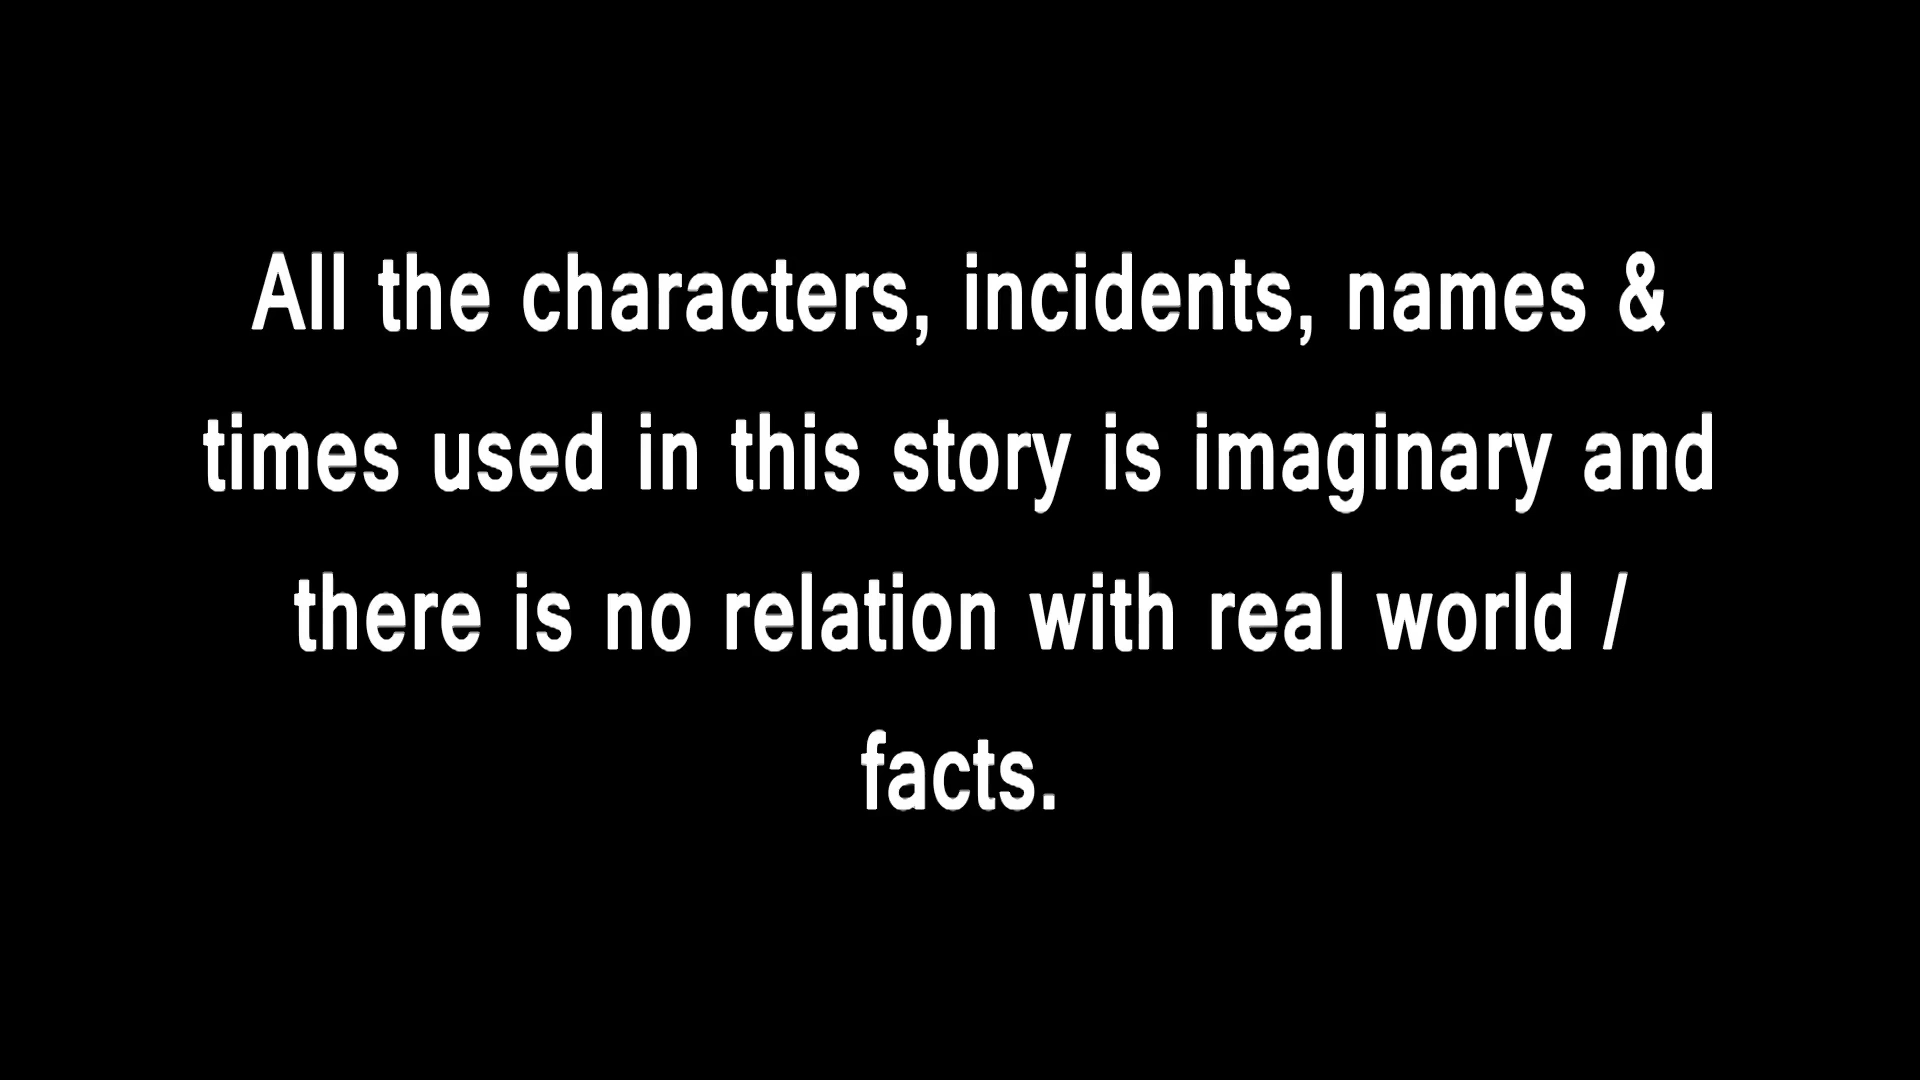 All the characters, incidents, names &
times used in this story is imaginary and
there is no relation with real world /
facts.